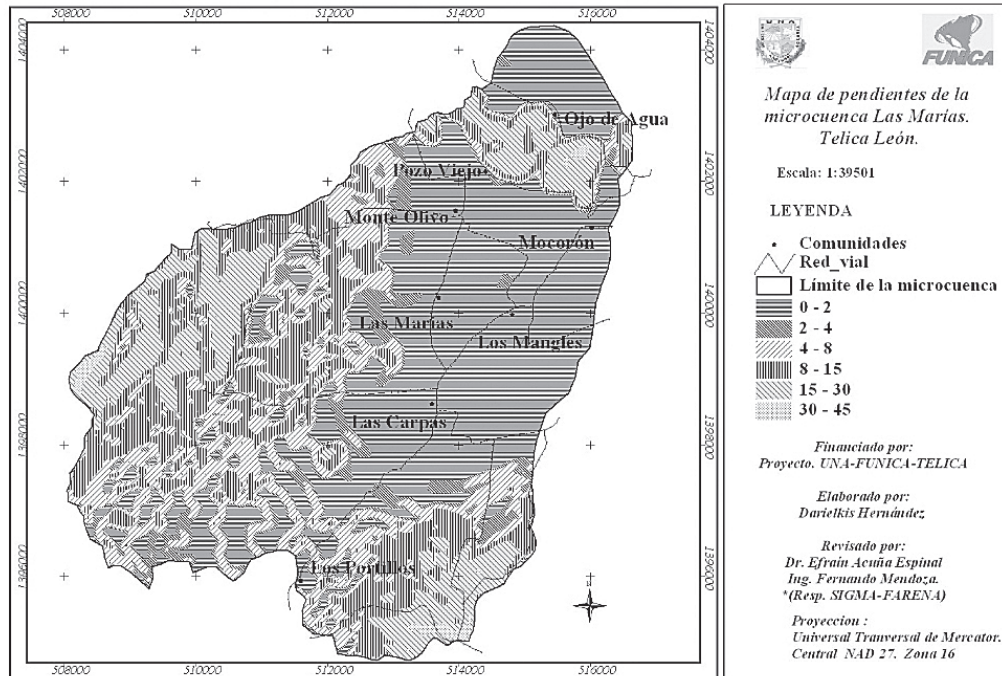 508000 510000 512000 514000 516000
1404000 1404000
Ojo de Agua
1402000 1402000
Pozo Viejo
Monte Olivo
Mocorón
1400000 1400000
Las Marías
Los Mangles
Las Carpas
1398000 1398000
1396000 1396000
Los Portillos
508000 510000 512000 514000 516000
FUNICA
Mapa de pendientes de la
microcuenca Las Marías.
Telica León.
Escala: 1:39501
LEYENDA
Comunidades
Red_vial
Límite de la microcuenca
0 - 2
2 - 4
4 - 8
8 - 15
15 - 30
30 - 45
Financiado por:
Proyecto. UNA-FUNICA-TELICA
Elaborado por:
Darielkis Hernández
Revisado por:
Dr. Efraín Acuña Espinal
Ing. Fernando Mendoza.
*(Resp. SIGMA-FARENA)
Proyeccion :
Universal Tranversal de Mercator.
Central NAD 27. Zona 16